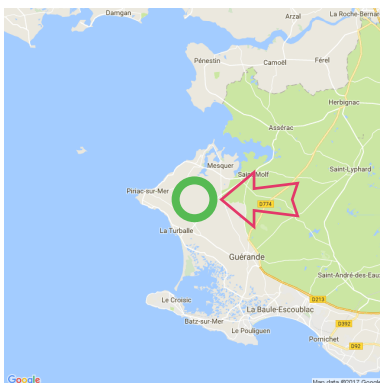 Damgan
Arzal
La Roche-Bernar
Pénestin
Camoël
Férel
Herbignac
Assérac
Mesquer
Saint-Molf
Saint-Lyphard
Piriac-sur-Mer
D774
La Turballe
Guérande
Saint-André-des-Eaux
Le Croisic
D213
La Baule-Escoublac
Batz-sur-Mer
D392
Le Pouliguen
Pornichet
D92
Google
Map data ©2017 Google